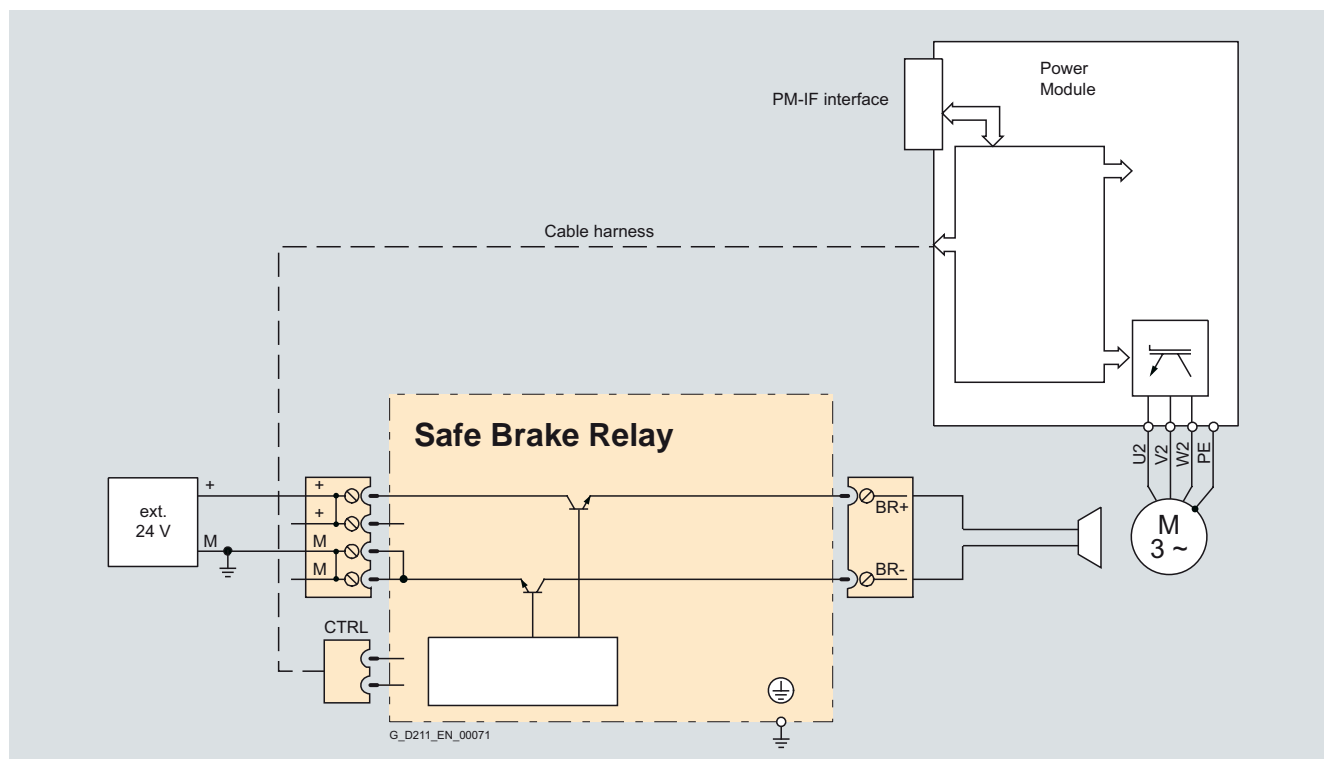 Power
Module
PM-IF interface
Cable harness
Safe Brake Relay
ext.
24 V
+
M
+
+
M
M
CTRL
BR+
BR-
U2
V2
W2
PE
M
3 ~
G_D211_EN_00071